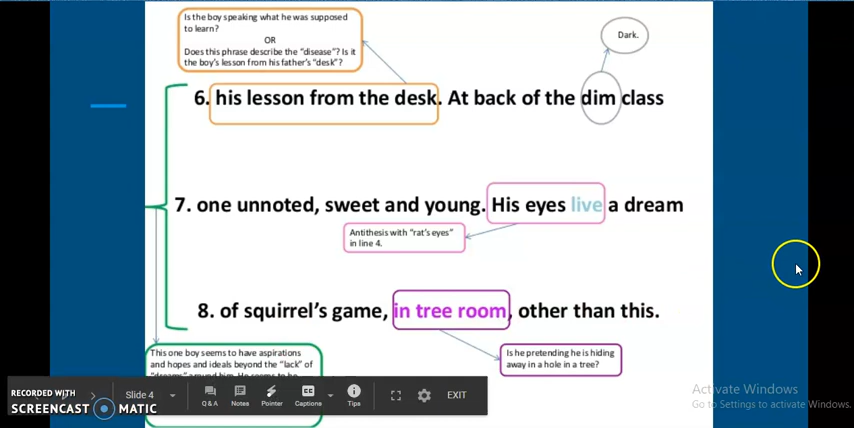 Is the boy speaking what he was supposed
to learn?
OR
Does this phrase describe the "disease"? Is it
the boy's lesson from his father's "desk"?
Dark.
6. his lesson from the desk. At back of the dim class
7. one unnoted, sweet and young. His eyes live a dream
Antithesis with "rat's eyes"
in line 4.
8. of squirrel's game, in tree room, other than this.
This one boy seems to have aspirations
and hopes and ideals beyond the "lack" of
Is he pretending he is hiding
away in a hole in a tree?
RECORDED WITH
SCREENCAST MATIC
Slide 4
Q & A
Notes
Pointer
Captions
Tips
EXIT
Activate Windows
Go to Settings to activate Windows.